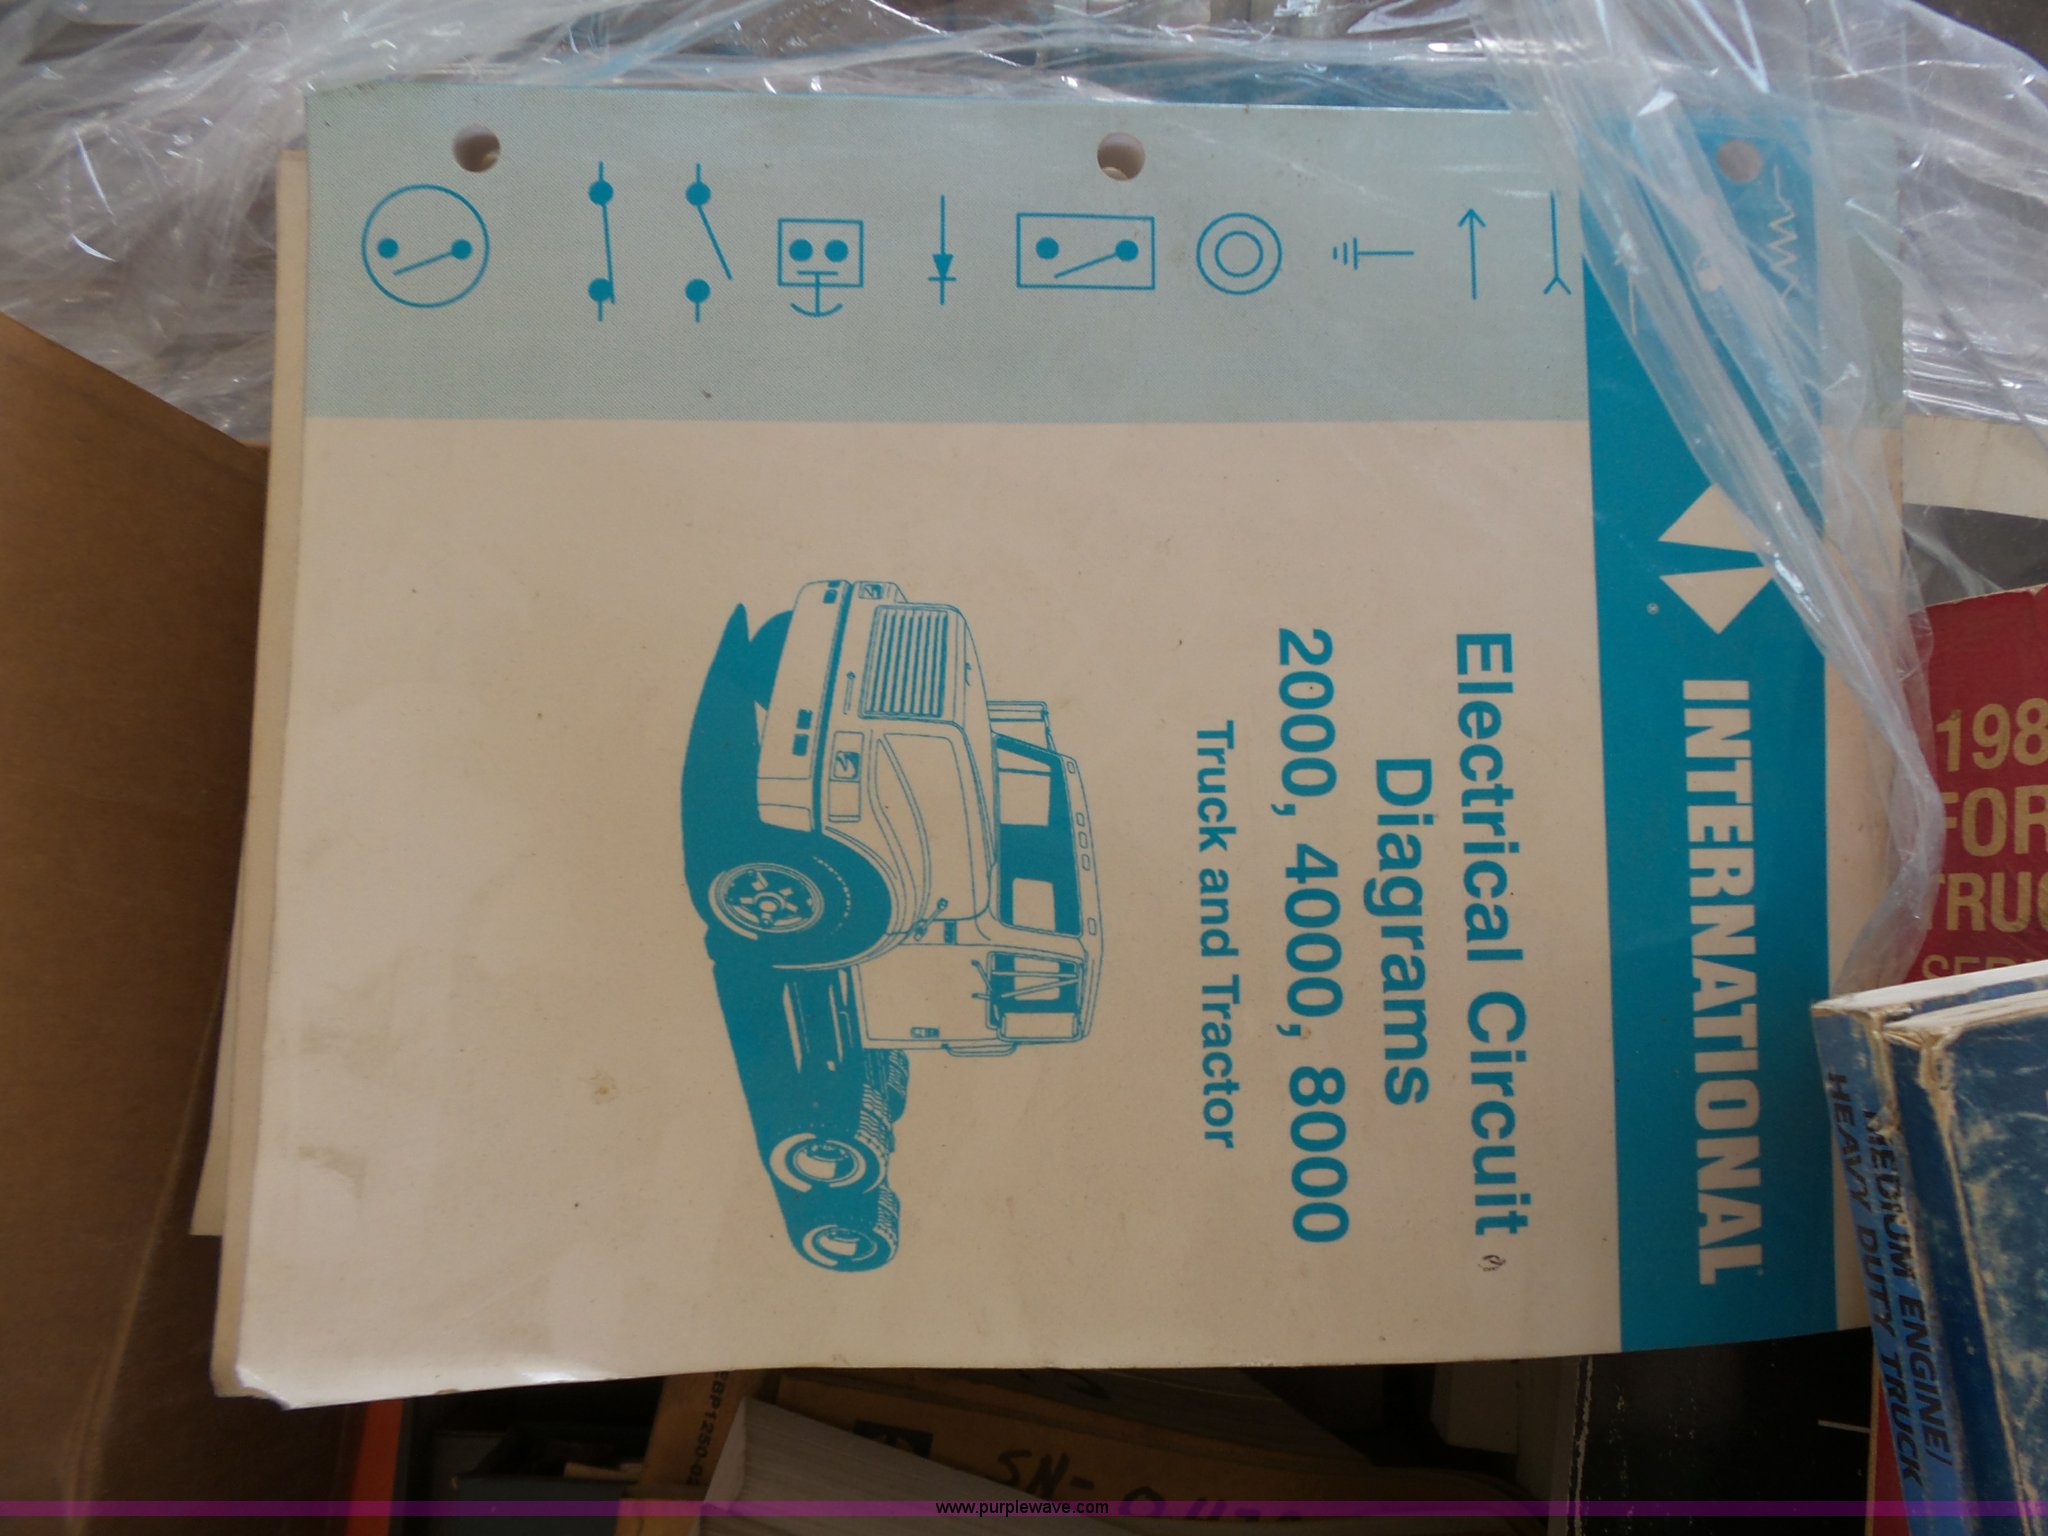 INTERNATIONAL
Electrical Circuit
Diagrams
2000, 4000, 8000
Truck and Tractor
198
FOR
TRUC
MEDIUM ENGINE/
HEAVY DUTY TRUCK
SN-
www.purplewave.com